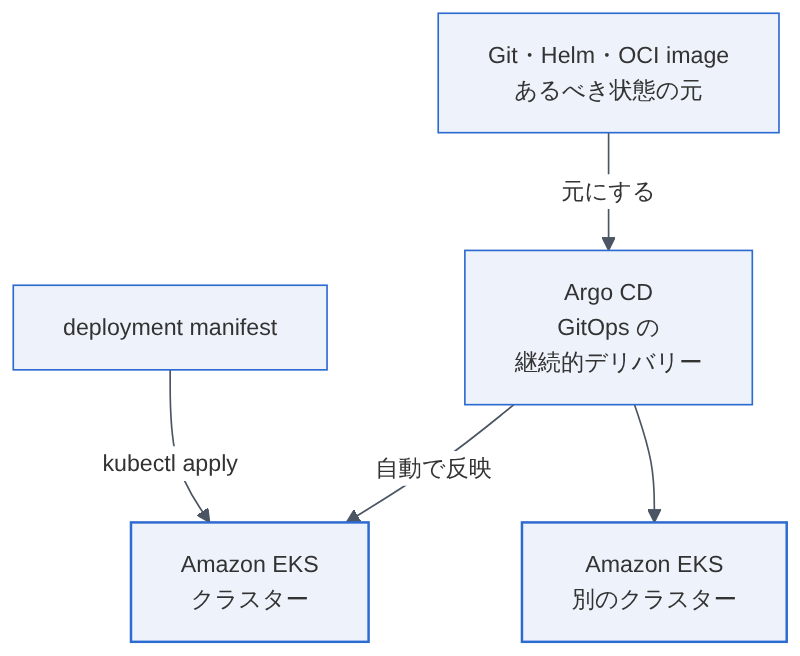 Git・Helm・OCI image
あるべき状態の元
元にする
Argo CD
GitOps の
継続的デリバリー
deployment manifest
kubectl apply
自動で反映
Amazon EKS
クラスター
Amazon EKS
別のクラスター